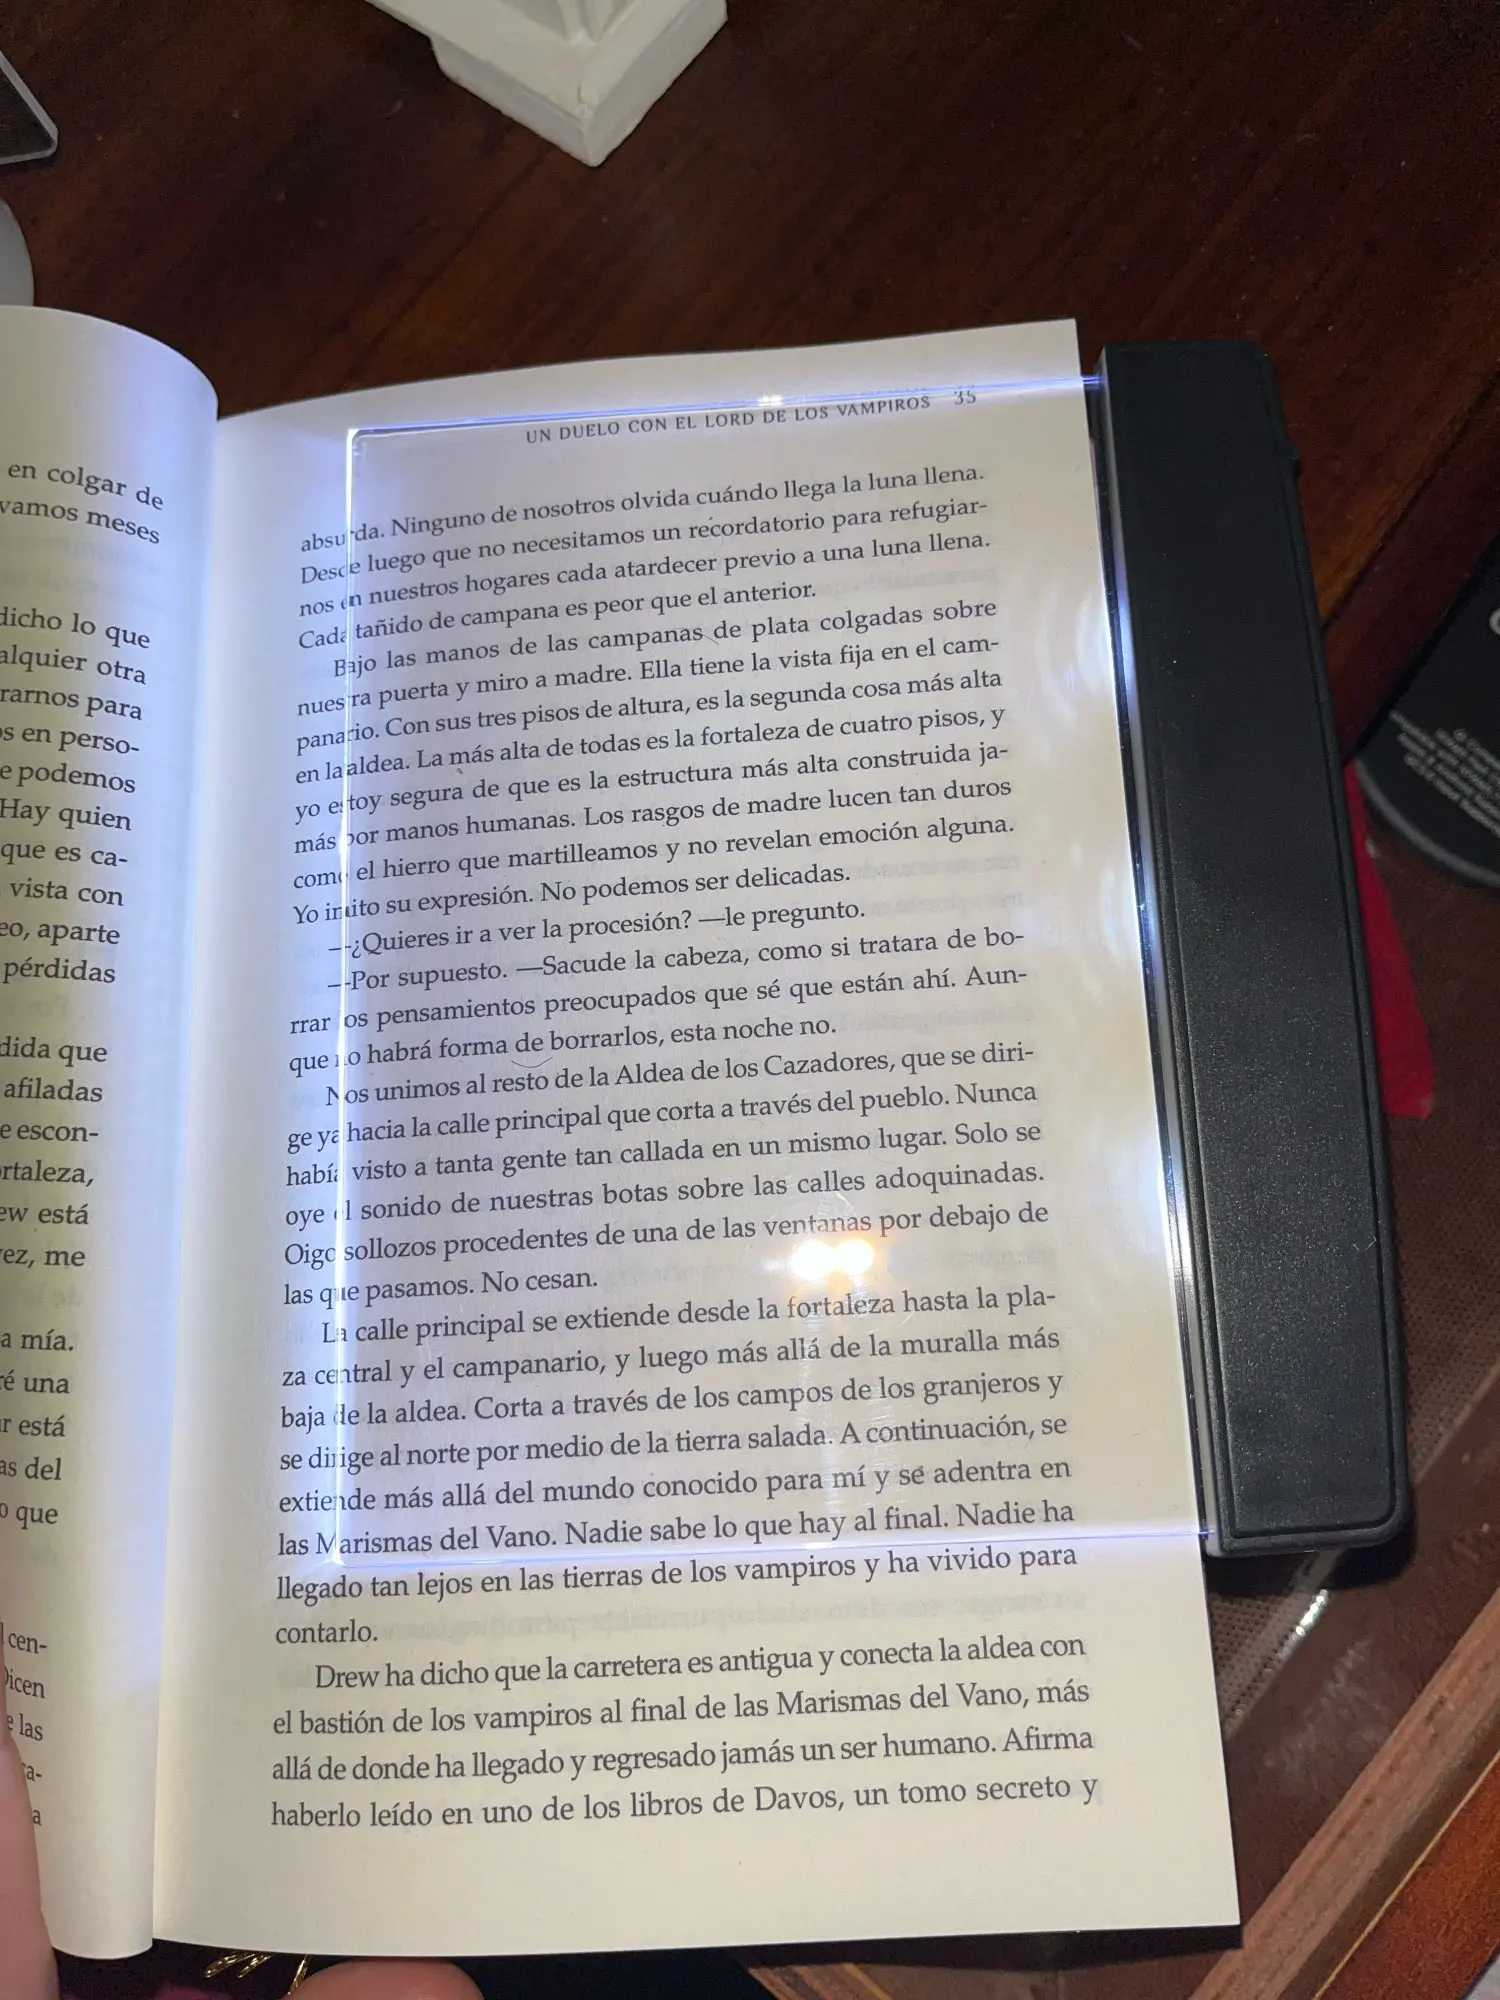 en colgar de
vamos meses
dicho lo que
alquier otra
rarnos para
os en perso-
e podemos
Hay quien
que es ca-
vista con
eo, aparte
pérdidas
dida que
afiladas
e escon-
rtaleza,
ew está
vez, me
a mía.
ré una
r está
as del
o que
cen-
Dicen
e las
a-
a
UN DUELO CON EL LORD DE LOS VAMPIROS 35
absurda. Ninguno de nosotros olvida cuándo llega la luna llena.
Desde luego que no necesitamos un recordatorio para refugiar-
nos en nuestros hogares cada atardecer previo a una luna llena.
Cada tañido de campana es peor que el anterior.
Bajo las manos de las campanas de plata colgadas sobre
nuestra puerta y miro a madre. Ella tiene la vista fija en el cam-
panario. Con sus tres pisos de altura, es la segunda cosa más alta
en la aldea. La más alta de todas es la fortaleza de cuatro pisos, y
yo estoy segura de que es la estructura más alta construida ja-
más por manos humanas. Los rasgos de madre lucen tan duros
como el hierro que martilleamos y no revelan emoción alguna.
Yo imito su expresión. No podemos ser delicadas.
—¿Quieres ir a ver la procesión? —le pregunto.
—Por supuesto. —Sacude la cabeza, como si tratara de bo-
rrar los pensamientos preocupados que sé que están ahí. Aun-
que no habrá forma de borrarlos, esta noche no.
Nos unimos al resto de la Aldea de los Cazadores, que se diri-
ge ya hacia la calle principal que corta a través del pueblo. Nunca
había visto a tanta gente tan callada en un mismo lugar. Solo se
oye el sonido de nuestras botas sobre las calles adoquinadas.
Oigo sollozos procedentes de una de las ventanas por debajo de
las que pasamos. No cesan.
La calle principal se extiende desde la fortaleza hasta la pla-
za central y el campanario, y luego más allá de la muralla más
baja de la aldea. Corta a través de los campos de los granjeros y
se dirige al norte por medio de la tierra salada. A continuación, se
extiende más allá del mundo conocido para mí y se adentra en
las Marismas del Vano. Nadie sabe lo que hay al final. Nadie ha
llegado tan lejos en las tierras de los vampiros y ha vivido para
contarlo.
Drew ha dicho que la carretera es antigua y conecta la aldea con
el bastión de los vampiros al final de las Marismas del Vano, más
allá de donde ha llegado y regresado jamás un ser humano. Afirma
haberlo leído en uno de los libros de Davos, un tomo secreto y